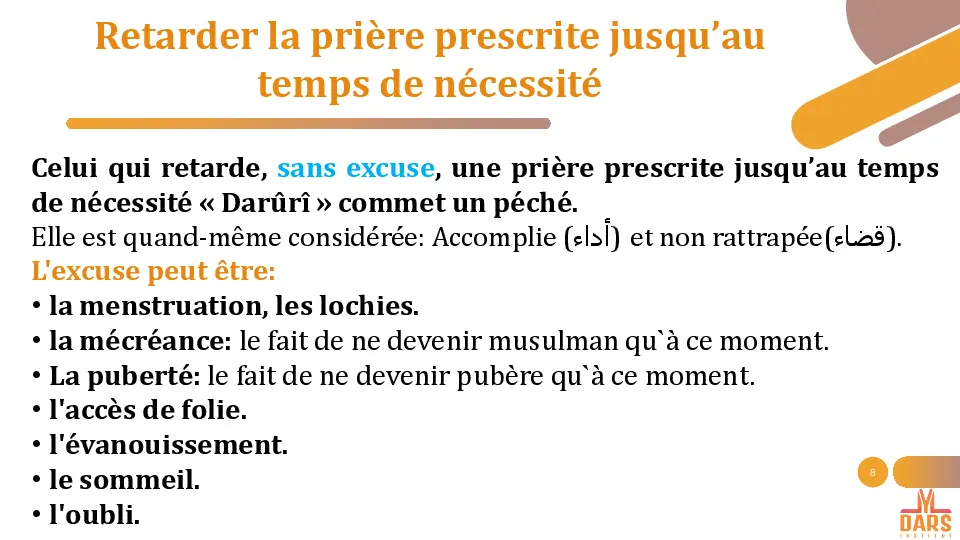 Retarder la prière prescrite jusqu’au
temps de nécessité
Celui qui retarde, sans excuse, une prière prescrite jusqu’au temps
de nécessité « Darûrî » commet un péché.
Elle est quand-même considérée: Accomplie (أداء) et non rattrapée(قضاء).
L'excuse peut être:
• la menstruation, les lochies.
• la mécréance: le fait de ne devenir musulman qu`à ce moment.
• La puberté: le fait de ne devenir pubère qu`à ce moment.
• l'accès de folie.
• l'évanouissement.
• le sommeil.
• l'oubli.
8
DARS
INSTITUT